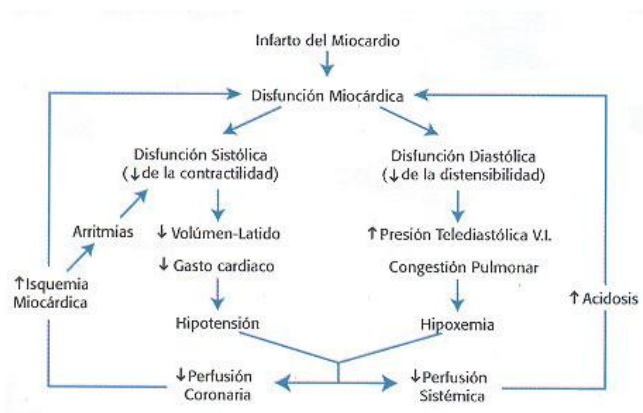 Infarto del Miocardio
Disfunción Miocárdica
Disfunción Sistólica
(↓de la contractilidad)
Disfunción Diastólica
(↓de la distensibilidad)
Arritmias
↓ Volúmen-Latido
↑ Presión Telediastólica V.I.
↓ Gasto cardiaco
Congestión Pulmonar
↑Isquemia
Miocárdica
↑ Acidosis
Hipotensión
Hipoxemia
↓Perfusión
Coronaria
↓Perfusión
Sistémica